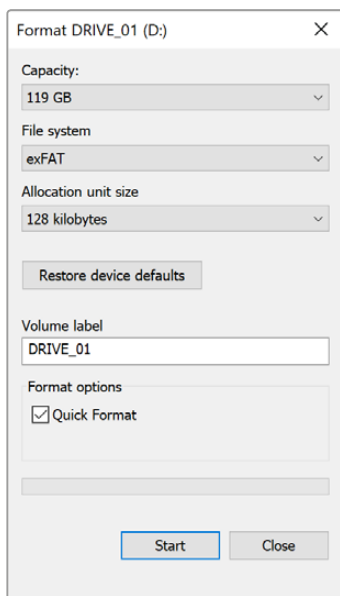 Format DRIVE_01 (D:)
Capacity:
119 GB
File system
exFAT
Allocation unit size
128 kilobytes
Restore device defaults
Volume label
DRIVE_01
Format options
Quick Format
Start Close